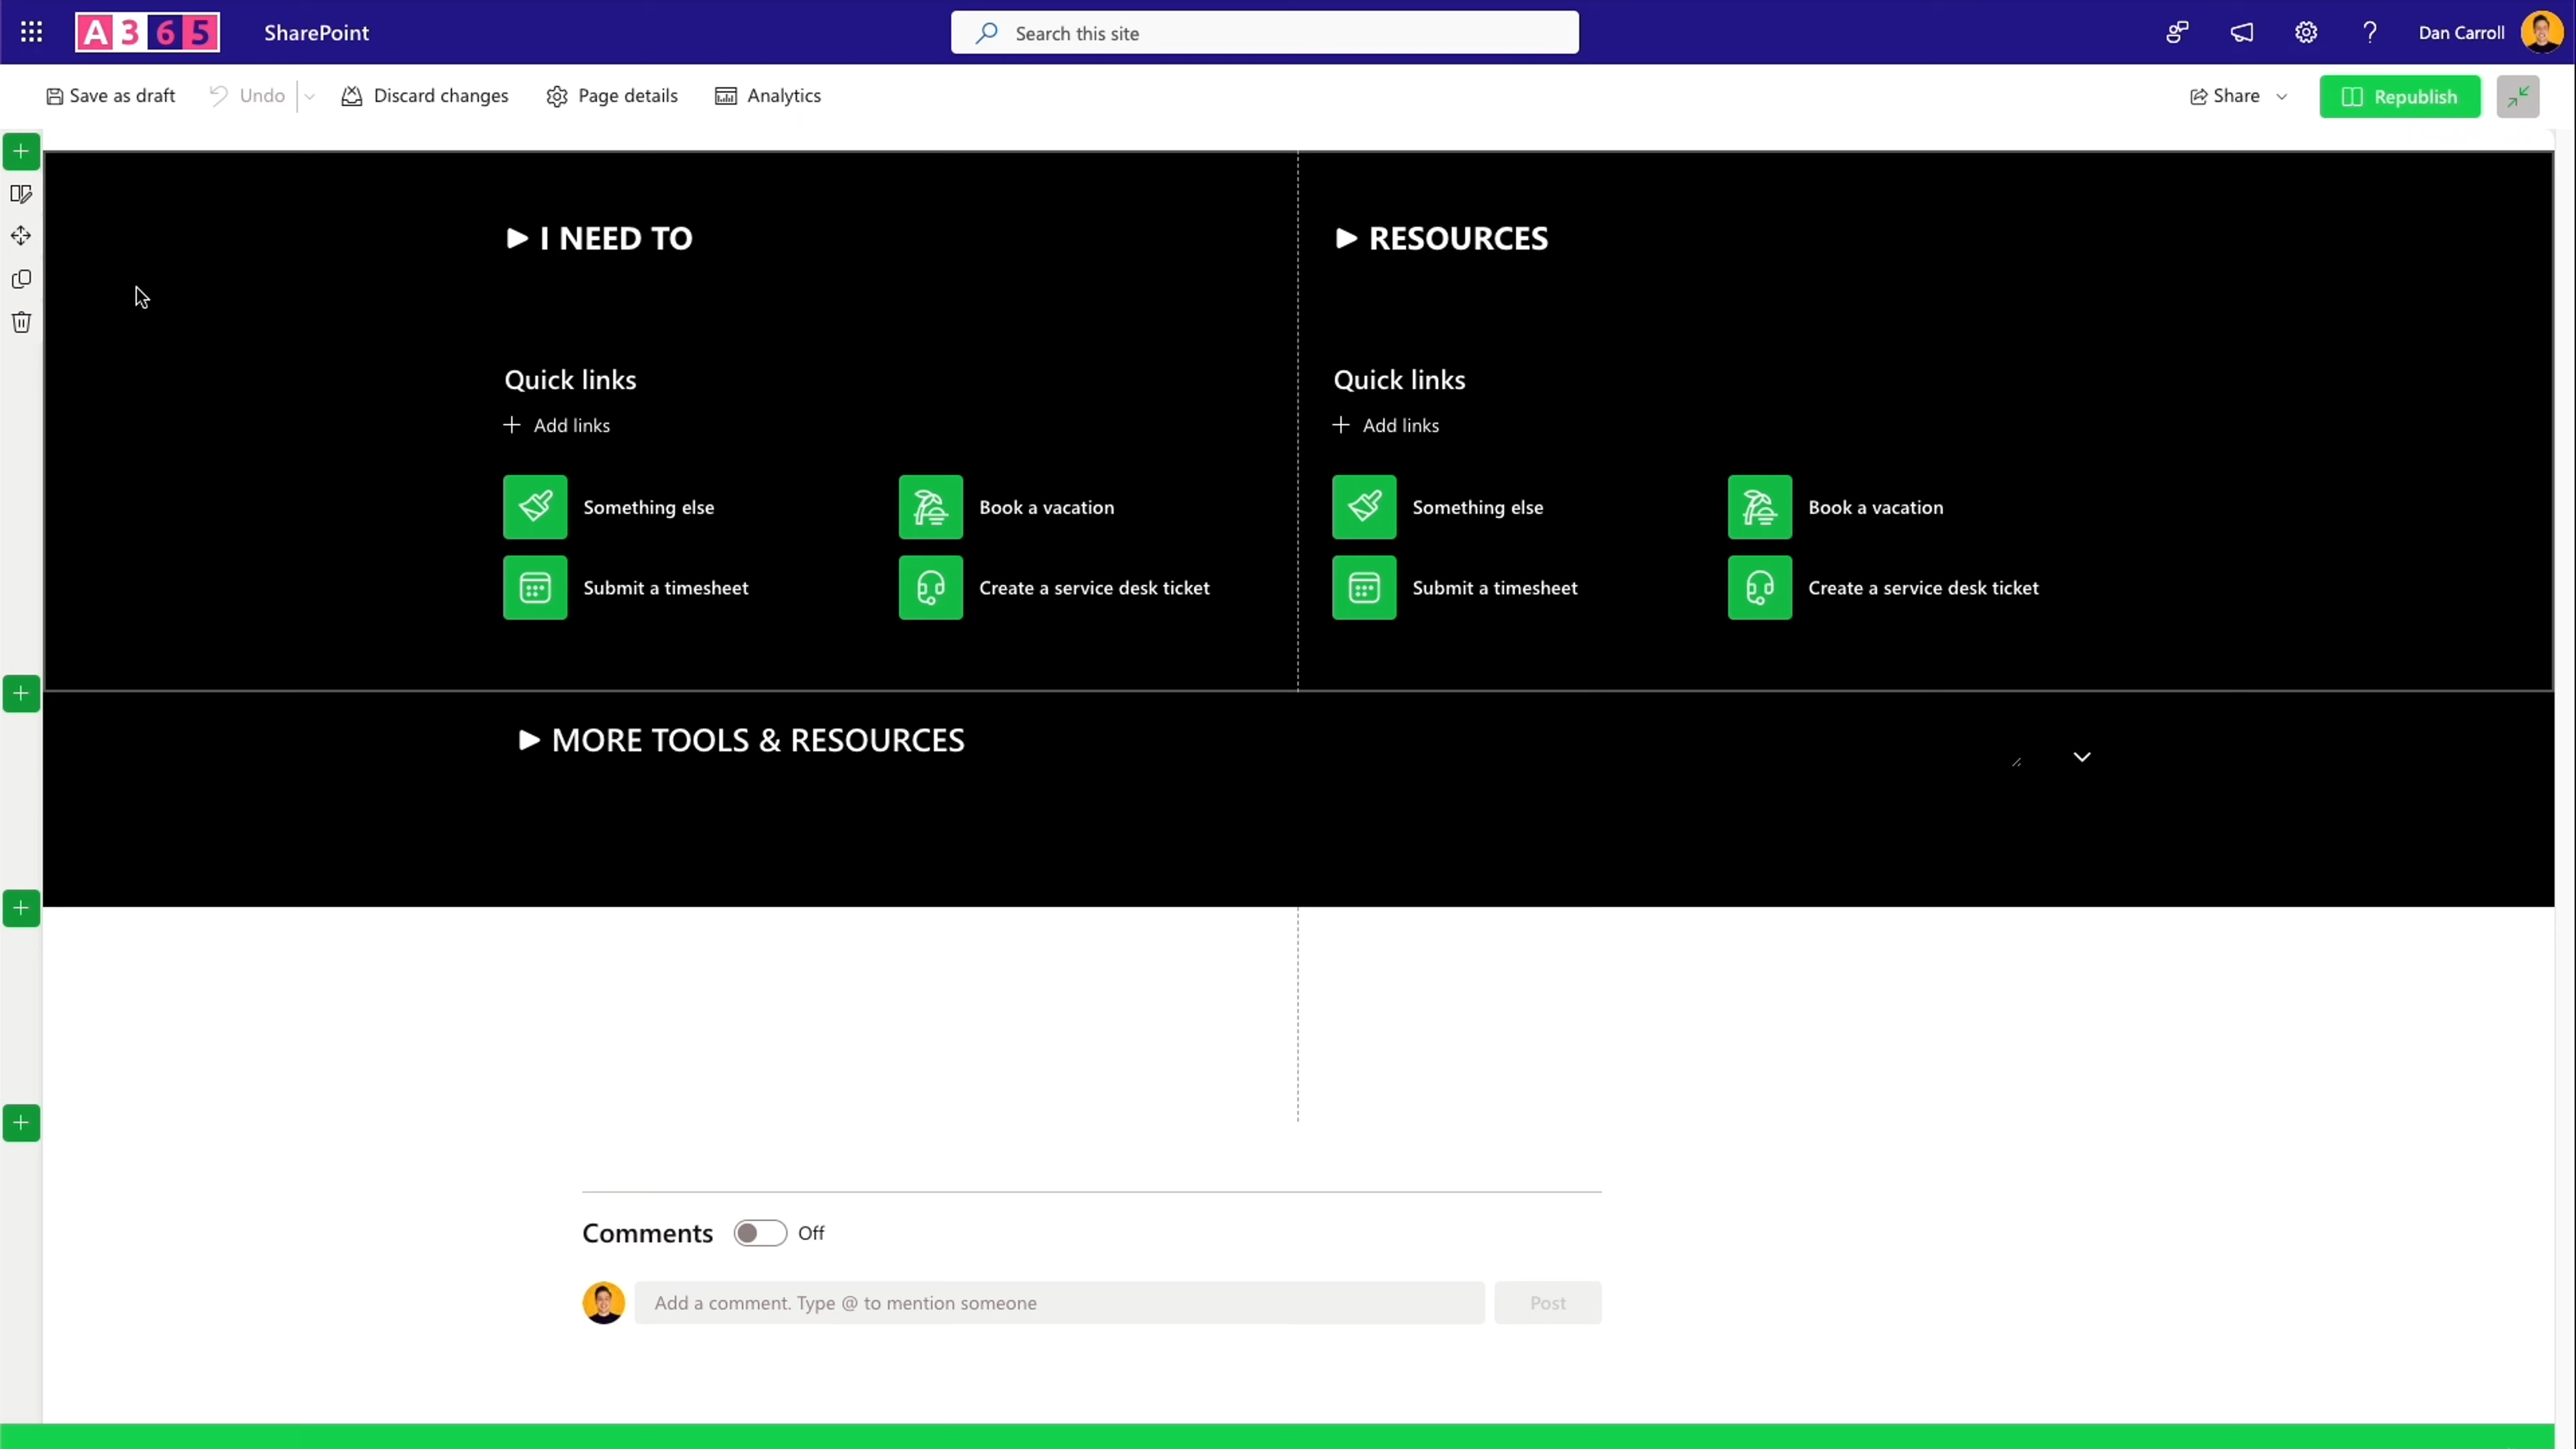 A365 SharePoint Search this site Dan Carroll
Save as draft Undo Discard changes Page details Analytics Share Republish
► I NEED TO
► RESOURCES
Quick links
Quick links
+ Add links
+ Add links
Something else Book a vacation
Something else Book a vacation
Submit a timesheet Create a service desk ticket
Submit a timesheet Create a service desk ticket
► MORE TOOLS & RESOURCES
Comments Off
Add a comment. Type @ to mention someone Post